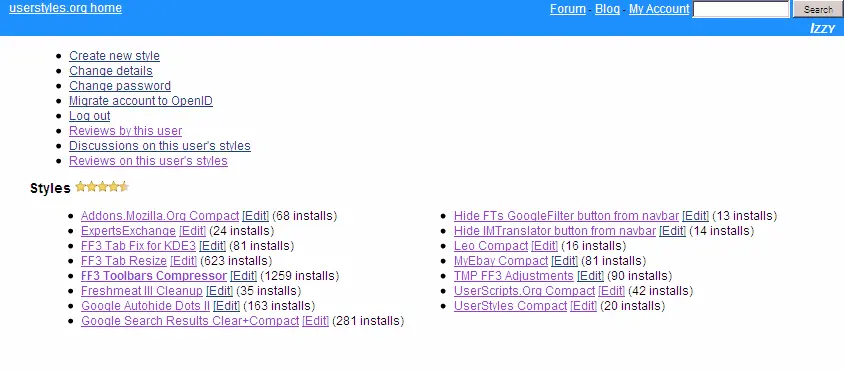 userstyles.org home
Forum - Blog - My Account Search
IZZY
Create new style
Change details
Change password
Migrate account to OpenID
Log out
Reviews by this user
Discussions on this user's styles
Reviews on this user's styles
Styles
Addons.Mozilla.Org Compact [Edit] (68 installs)
ExpertsExchange [Edit] (24 installs)
FF3 Tab Fix for KDE3 [Edit] (81 installs)
FF3 Tab Resize [Edit] (623 installs)
FF3 Toolbars Compressor [Edit] (1259 installs)
Freshmeat III Cleanup [Edit] (35 installs)
Google Autohide Dots II [Edit] (163 installs)
Google Search Results Clear+Compact [Edit] (281 installs)
Hide FTs GoogleFilter button from navbar [Edit] (13 installs)
Hide IMTranslator button from navbar [Edit] (14 installs)
Leo Compact [Edit] (16 installs)
MyEbay Compact [Edit] (81 installs)
TMP FF3 Adjustments [Edit] (90 installs)
UserScripts.Org Compact [Edit] (42 installs)
UserStyles Compact [Edit] (20 installs)